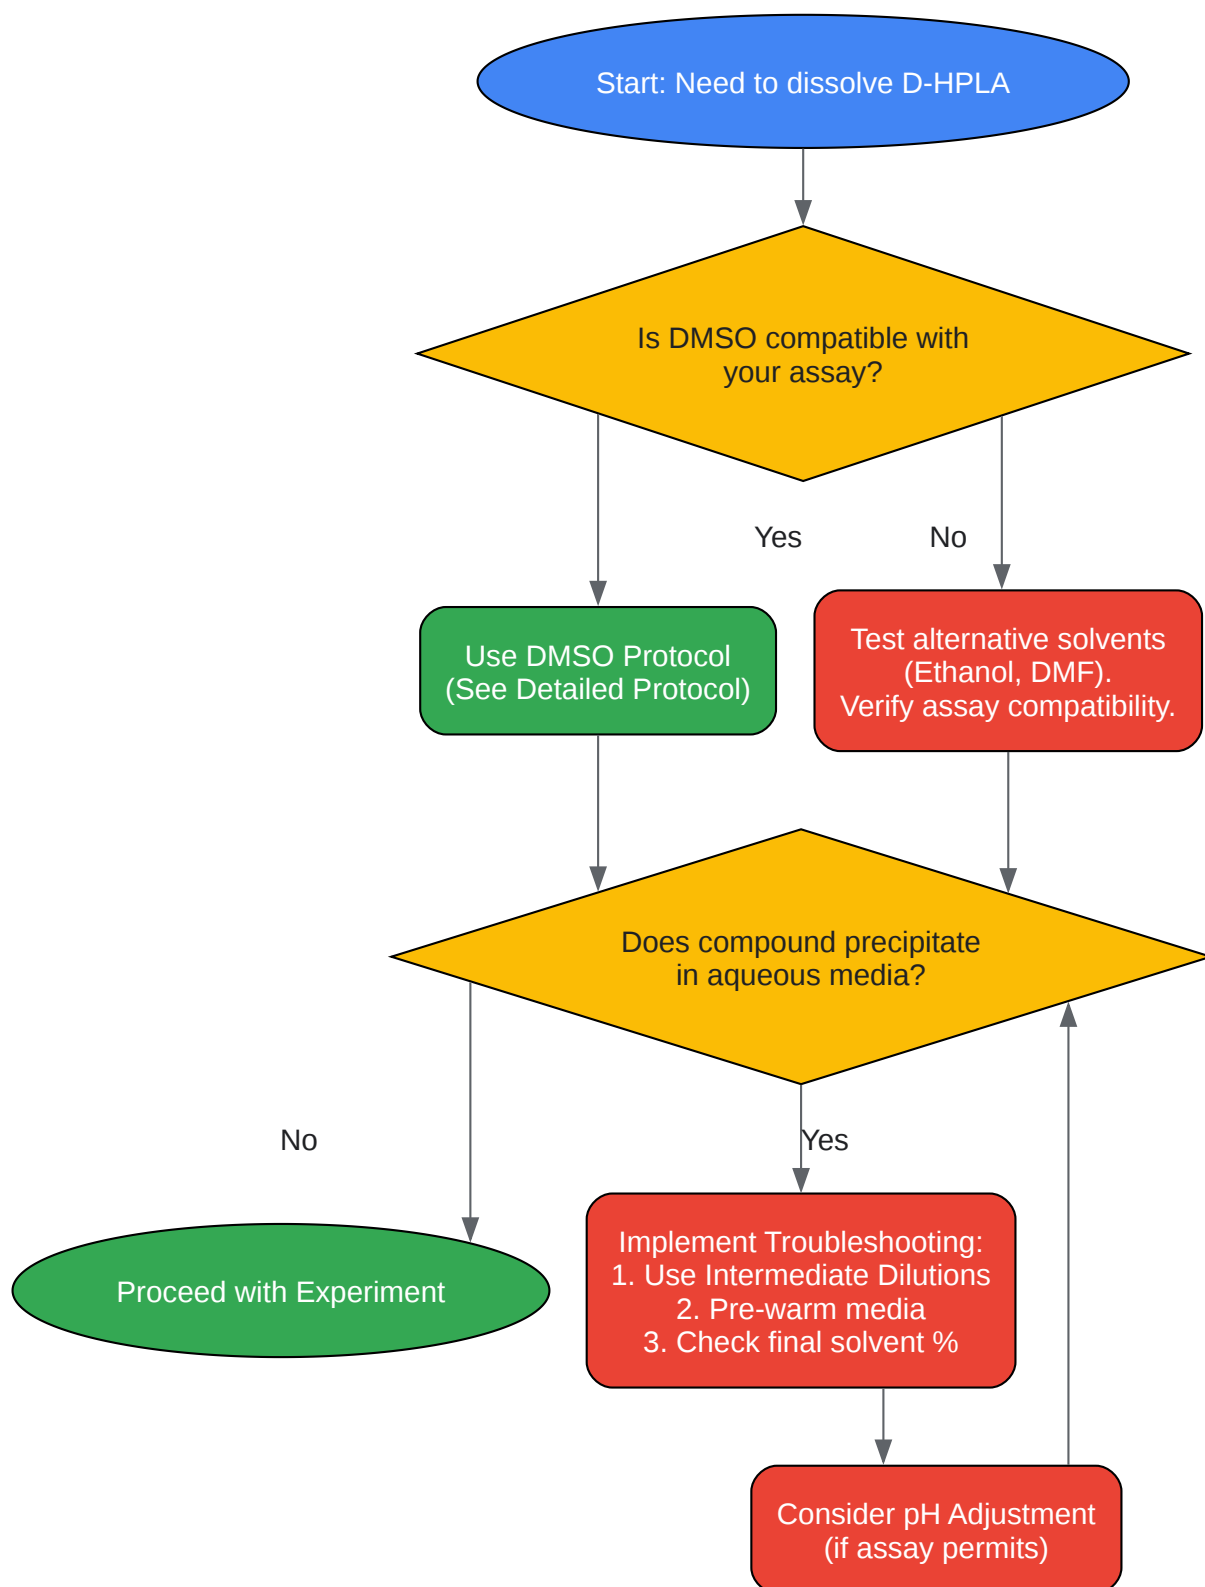 Start: Need to dissolve D-HPLA
Is DMSO compatible with
your assay?
Yes
No
Use DMSO Protocol
(See Detailed Protocol)
Test alternative solvents
(Ethanol, DMF).
Verify assay compatibility.
Does compound precipitate
in aqueous media?
No
Yes
Proceed with Experiment
Implement Troubleshooting:
1. Use Intermediate Dilutions
2. Pre-warm media
3. Check final solvent %
Consider pH Adjustment
(if assay permits)